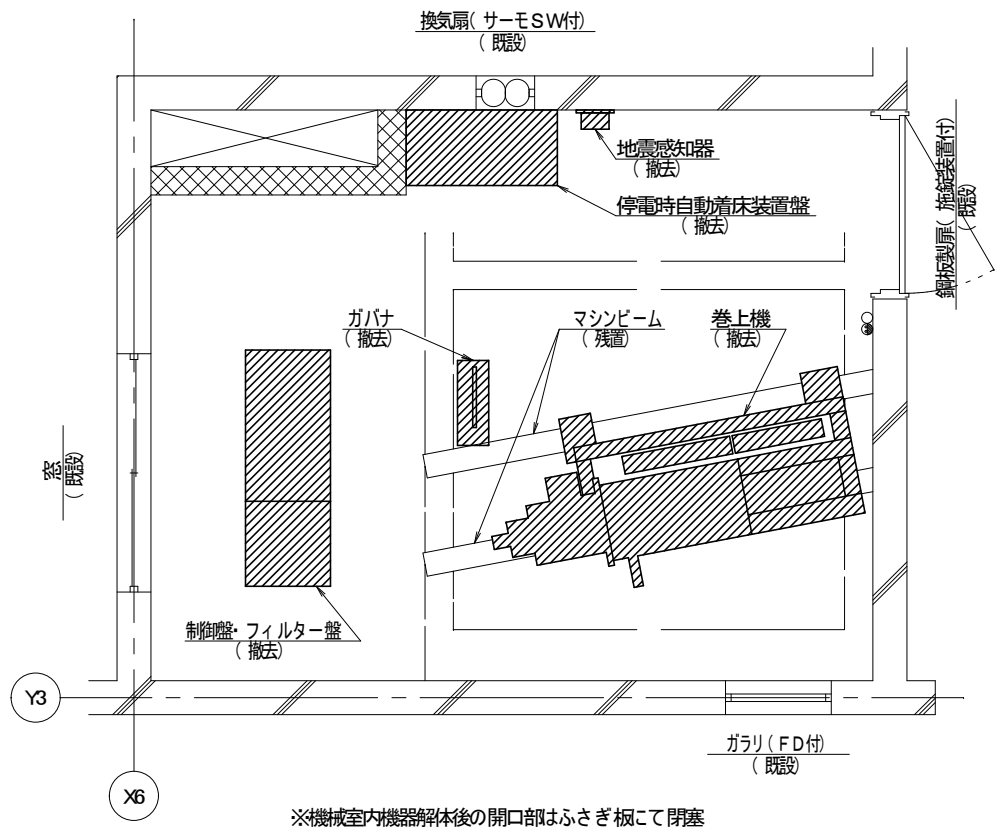 換気扇(サーモSW付)
(既設)
地震感知器
(撤去)
停電時自動着床装置盤
(撤去)
鋼板製扉(施錠装置付)
(既設)
ガバナ
(撤去)
マシンビーム
(残置)
巻上機
(撤去)
窓
(既設)
制御盤・フィルター盤
(撤去)
Y3
ガラリ(FD付)
(既設)
X6
※機械室内機器解体後の開口部はふさぎ板にて閉塞